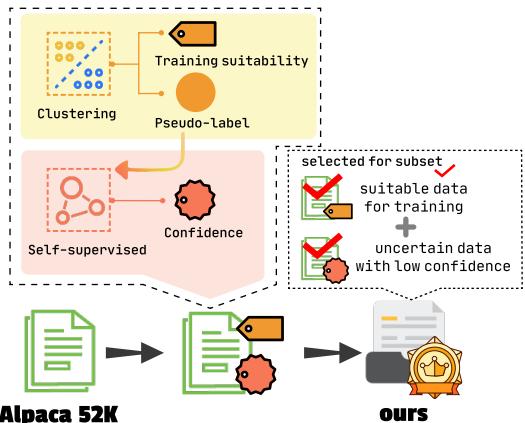 Training suitability
Clustering
Pseudo-label
Self-supervised
Confidence
selected for subset
suitable data
for training
uncertain data
with low confidence
Alpaca 52K
ours